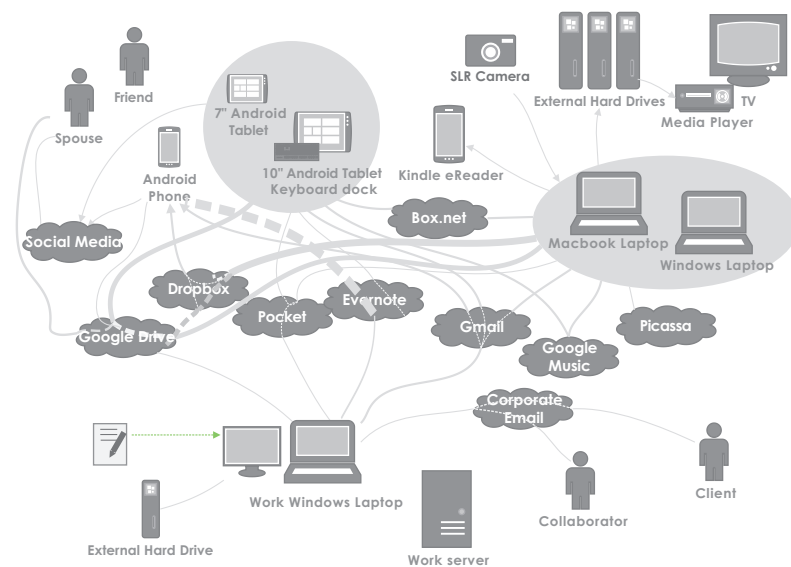 Friend
Spouse
7" Android
Tablet
10" Android Tablet
Keyboard dock
Android
Phone
SLR Camera
External Hard Drives
TV
Media Player
Kindle eReader
Box.net
Social Media
Macbook Laptop
Windows Laptop
Dropbox
Pocket
Evernote
Gmail
Picassa
Google Drive
Google
Music
Corporate
Email
Work Windows Laptop
Client
Collaborator
External Hard Drive
Work server